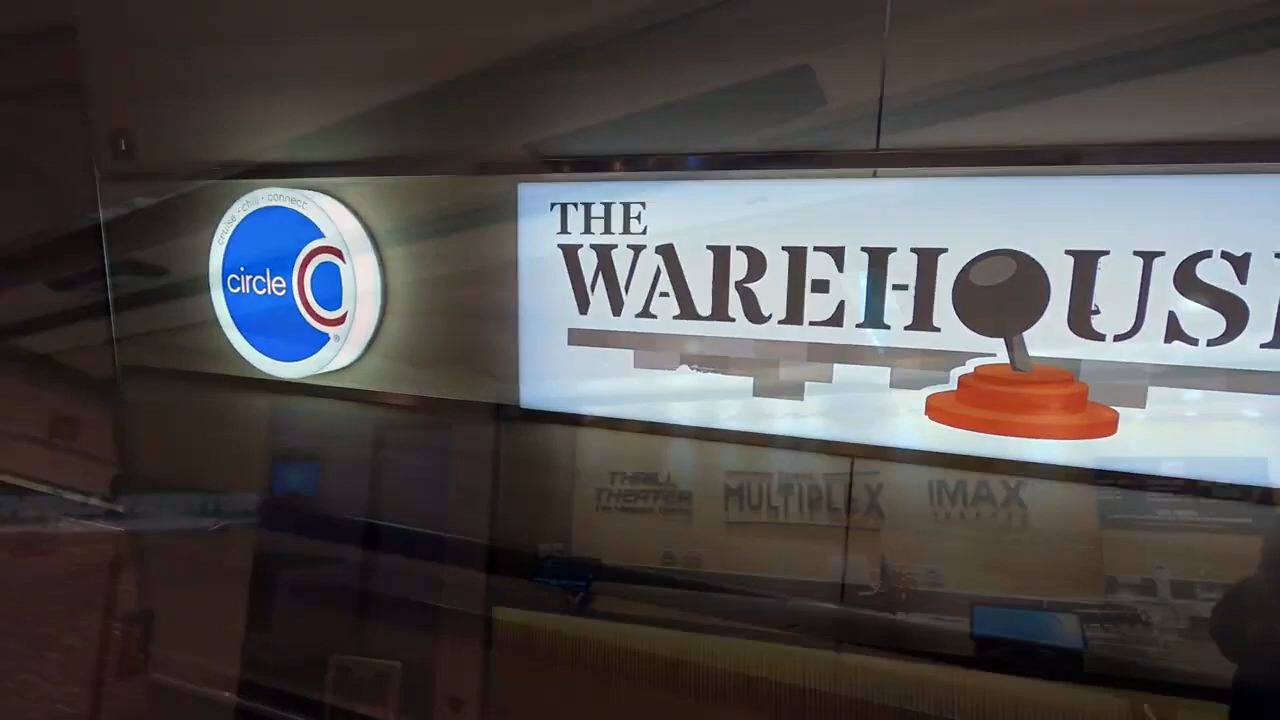 cruise • chill • connect
circle C
®
THE
WAREHOUS
THRILL
THEATER
MULTIPLEX
IMAX